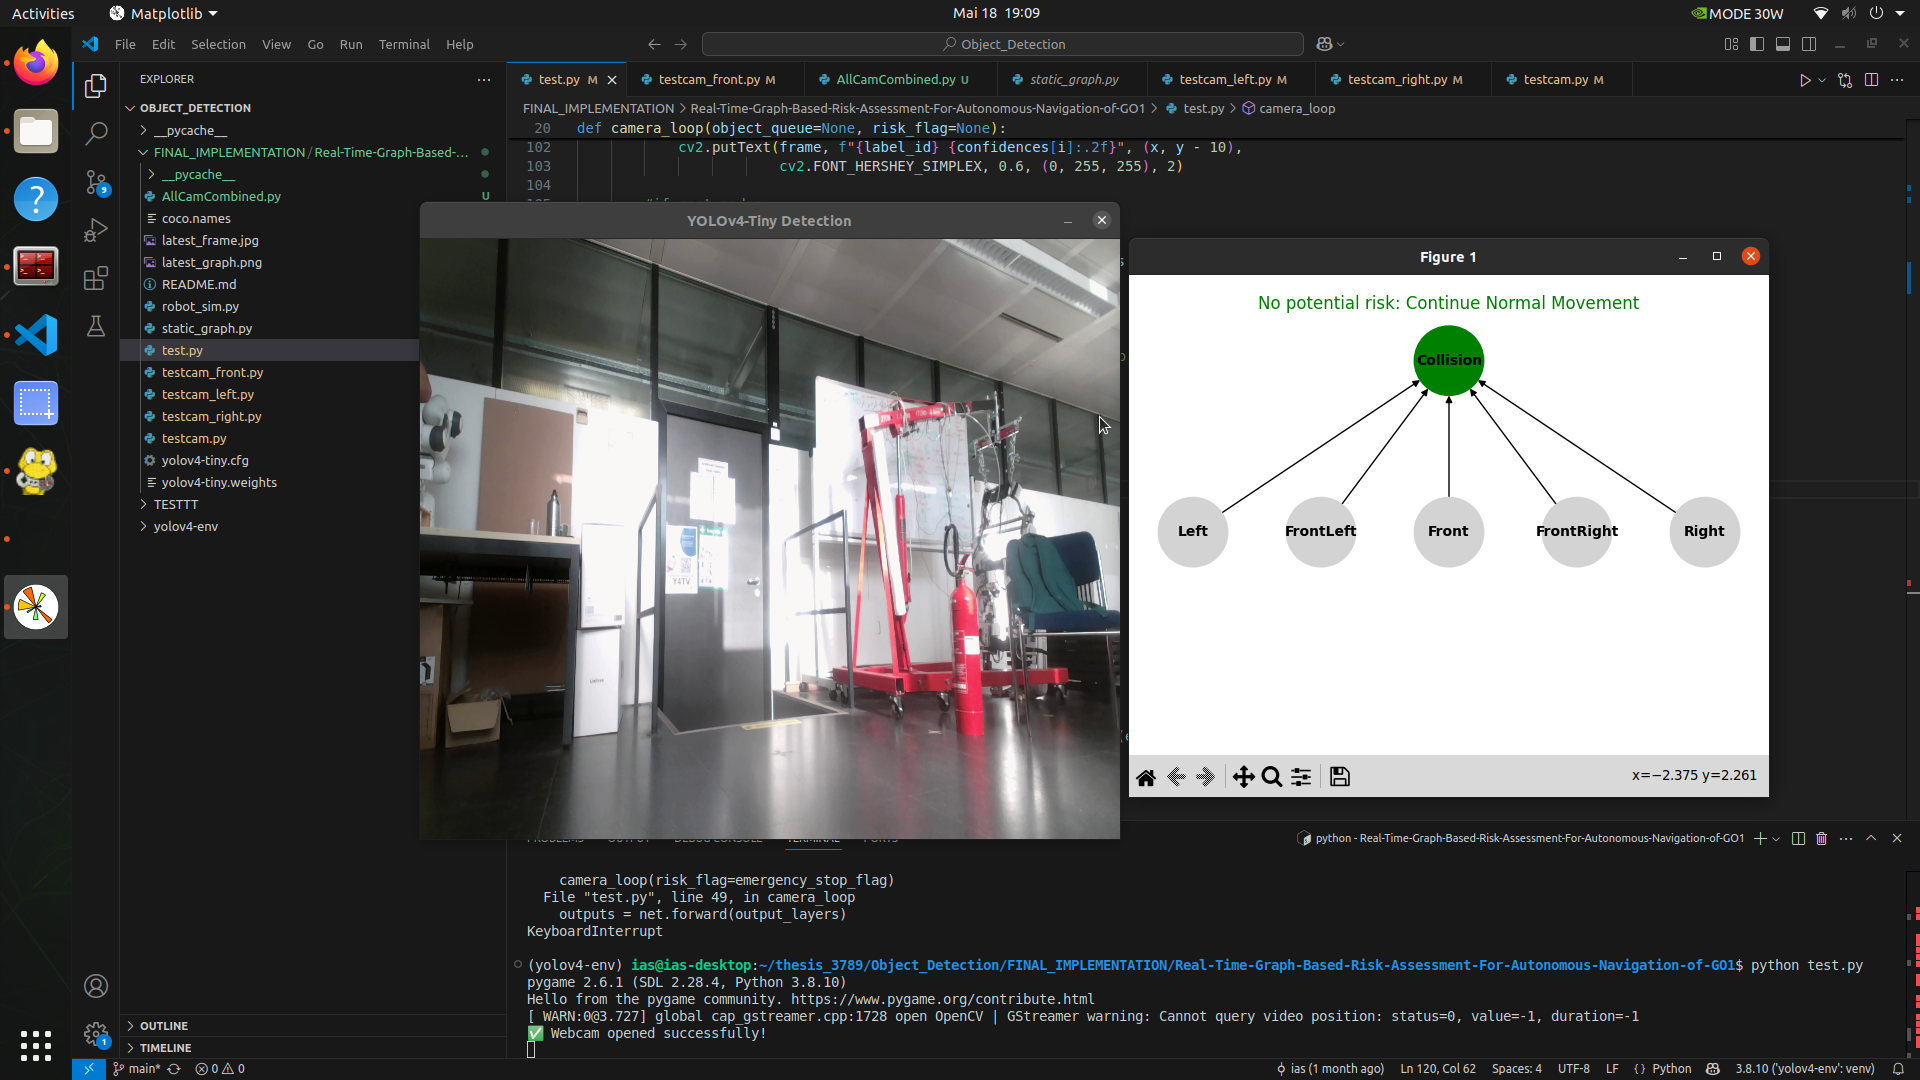 Activities
Matplotlib
Mai 18 19:09
MODE 30W
File Edit Selection View Go Run Terminal Help
Object_Detection
EXPLORER
OBJECT_DETECTION
__pycache__
FINAL_IMPLEMENTATION / Real-Time-Graph-Based-...
__pycache__
AllCamCombined.py U
coco.names
latest_frame.jpg
latest_graph.png
README.md
robot_sim.py
static_graph.py
test.py
testcam_front.py
testcam_left.py
testcam_right.py
testcam.py
yolov4-tiny.cfg
yolov4-tiny.weights
TESTTT
yolov4-env
OUTLINE
TIMELINE
9
1
test.py M
testcam_front.py M
AllCamCombined.py U
static_graph.py
testcam_left.py M
testcam_right.py M
testcam.py M
FINAL_IMPLEMENTATION > Real-Time-Graph-Based-Risk-Assessment-For-Autonomous-Navigation-of-GO1 > test.py > camera_loop
20 def camera_loop(object_queue=None, risk_flag=None):
102 cv2.putText(frame, f"{label_id} {confidences[i]:.2f}", (x, y - 10),
103 cv2.FONT_HERSHEY_SIMPLEX, 0.6, (0, 255, 255), 2)
104
YOLOv4-Tiny Detection
Y4TV
Figure 1
No potential risk: Continue Normal Movement
Collision
Left FrontLeft Front FrontRight Right
x=−2.375 y=2.261
PROBLEMS OUTPUT DEBUG CONSOLE TERMINAL PORTS
python - Real-Time-Graph-Based-Risk-Assessment-For-Autonomous-Navigation-of-GO1
camera_loop(risk_flag=emergency_stop_flag)
File "test.py", line 49, in camera_loop
outputs = net.forward(output_layers)
KeyboardInterrupt
(yolov4-env) ias@ias-desktop:~/thesis_3789/Object_Detection/FINAL_IMPLEMENTATION/Real-Time-Graph-Based-Risk-Assessment-For-Autonomous-Navigation-of-GO1$ python test.py
pygame 2.6.1 (SDL 2.28.4, Python 3.8.10)
Hello from the pygame community. https://www.pygame.org/contribute.html
[ WARN:0@3.727] global cap_gstreamer.cpp:1728 open OpenCV | GStreamer warning: Cannot query video position: status=0, value=-1, duration=-1
✅ Webcam opened successfully!
main* 0 0
ias (1 month ago) Ln 120, Col 62 Spaces: 4 UTF-8 LF {} Python 3.8.10 ('yolov4-env': venv)